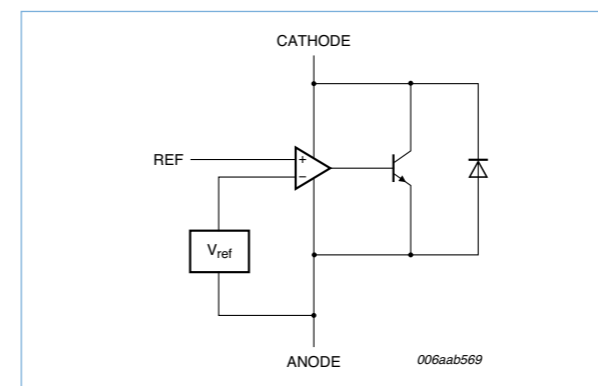 CATHODE
REF
+
−
Vref
ANODE
006aab569